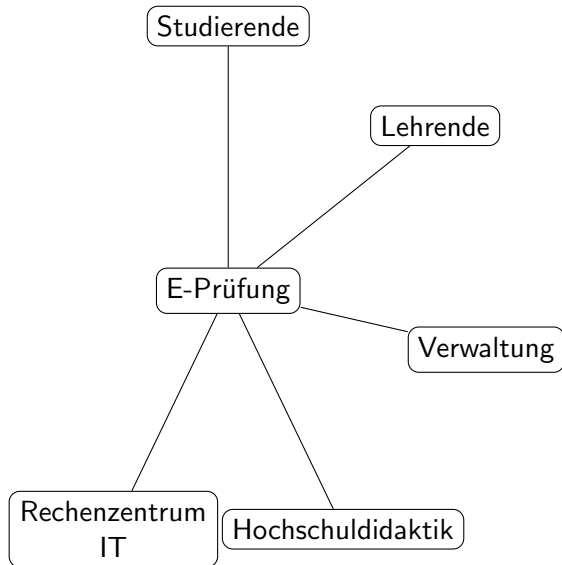 Studierende
Lehrende
E-Prüfung
Verwaltung
Rechenzentrum
IT
Hochschuldidaktik